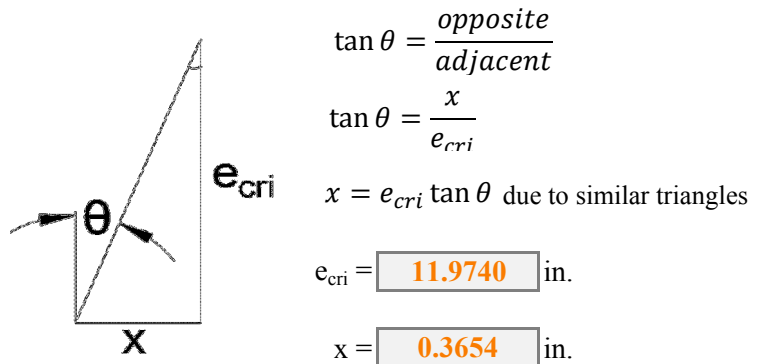 tan θ = opposite / adjacent
tan θ = x / e_cri
x = e_cri tan θ due to similar triangles
e_cri = 11.9740 in.
x = 0.3654 in.
θ
e_cri
x